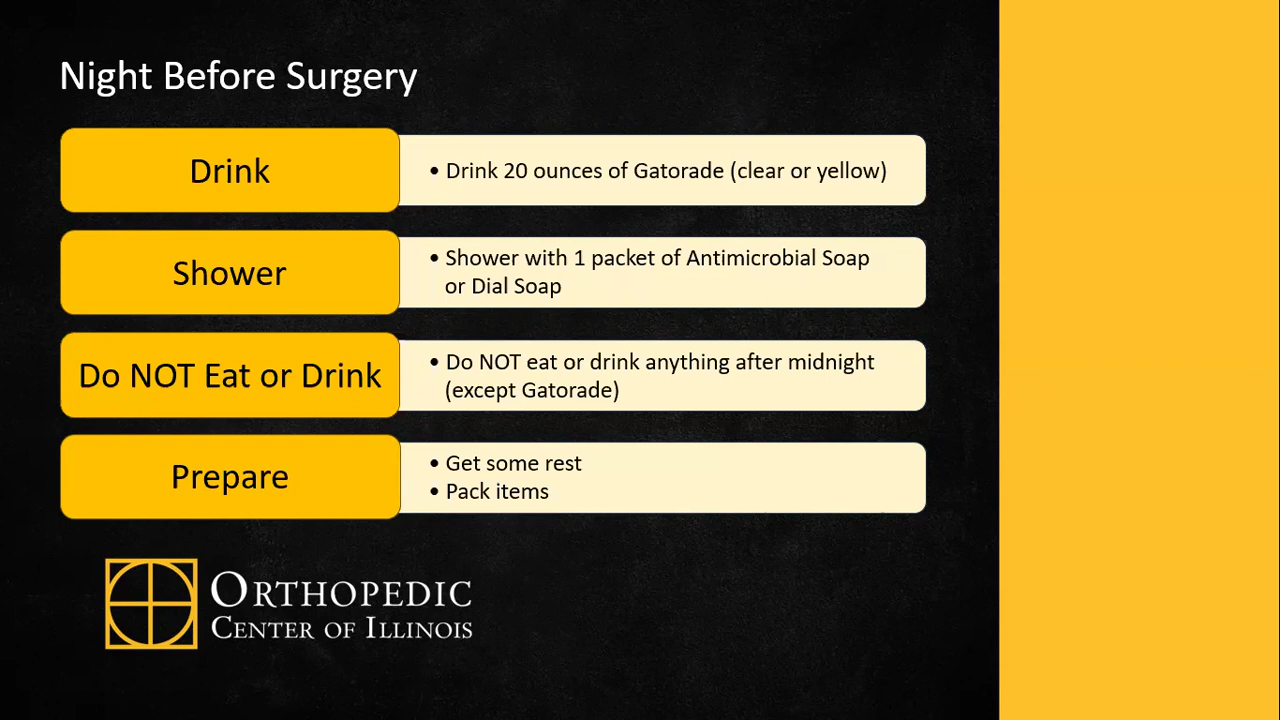 Night Before Surgery
Drink
• Drink 20 ounces of Gatorade (clear or yellow)
Shower
• Shower with 1 packet of Antimicrobial Soap
or Dial Soap
Do NOT Eat or Drink
• Do NOT eat or drink anything after midnight
(except Gatorade)
Prepare
• Get some rest
• Pack items
ORTHOPEDIC
CENTER OF ILLINOIS